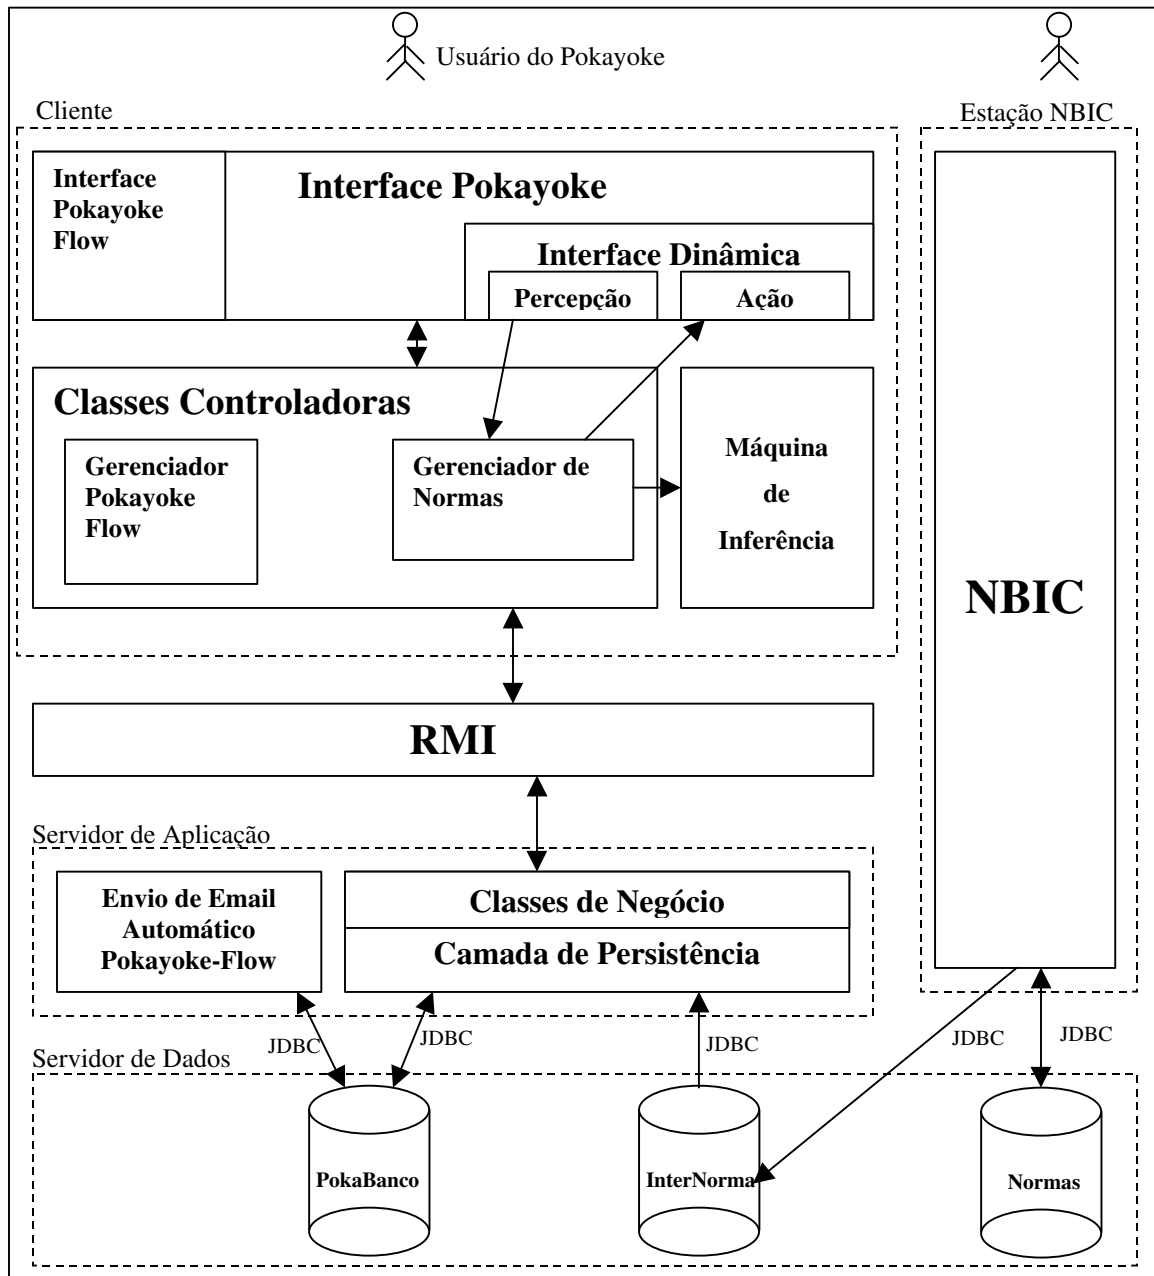 Usuário do Pokayoke
Cliente
Estação NBIC
Interface
Pokayoke
Flow
Interface Pokayoke
Interface Dinâmica
Percepção
Ação
Classes Controladoras
Gerenciador
Pokayoke
Flow
Gerenciador de
Normas
Máquina
de
Inferência
NBIC
RMI
Servidor de Aplicação
Envio de Email
Automático
Pokayoke-Flow
Classes de Negócio
Camada de Persistência
JDBC
JDBC
JDBC
JDBC
JDBC
Servidor de Dados
PokaBanco
InterNorma
Normas